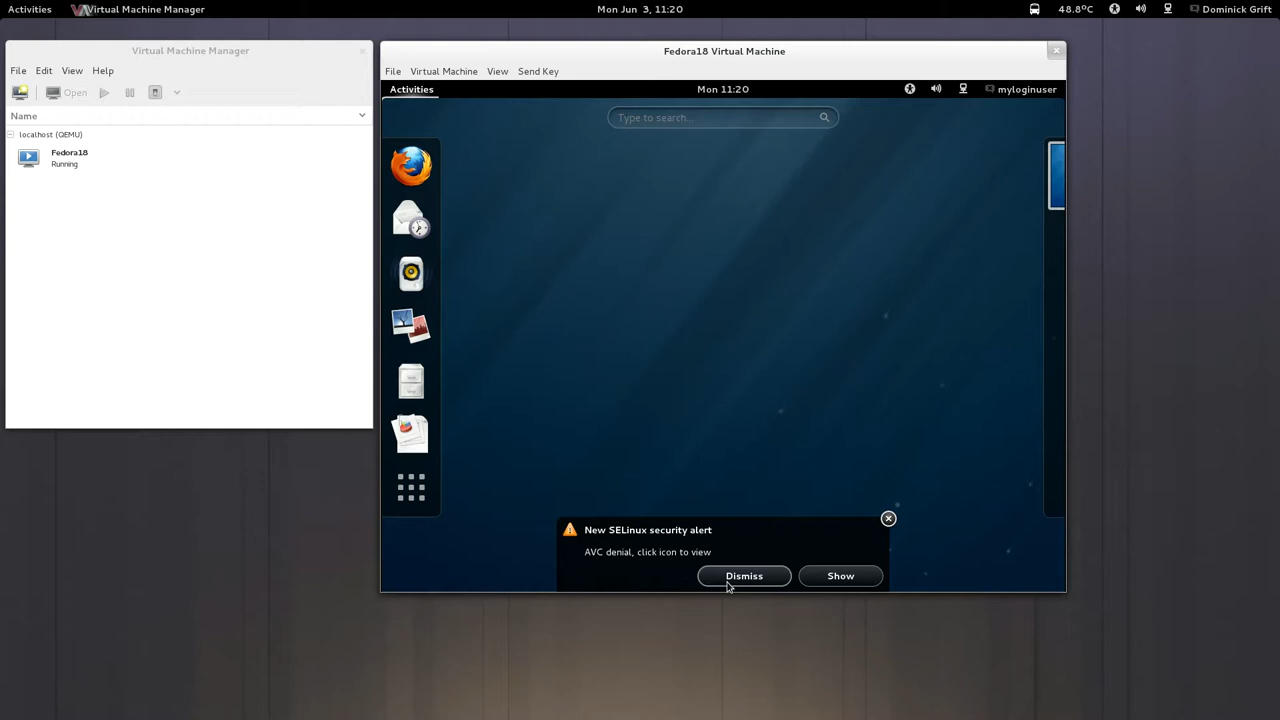 Activities
Virtual Machine Manager
Mon Jun 3, 11:20
48.8ºC
Dominick Grift
Virtual Machine Manager
File Edit View Help
Open
Name
localhost (QEMU)
Fedora18
Running
Fedora18 Virtual Machine
File Virtual Machine View Send Key
Activities
Mon 11:20
myloginuser
Type to search...
New SELinux security alert
AVC denial, click icon to view
Dismiss
Show